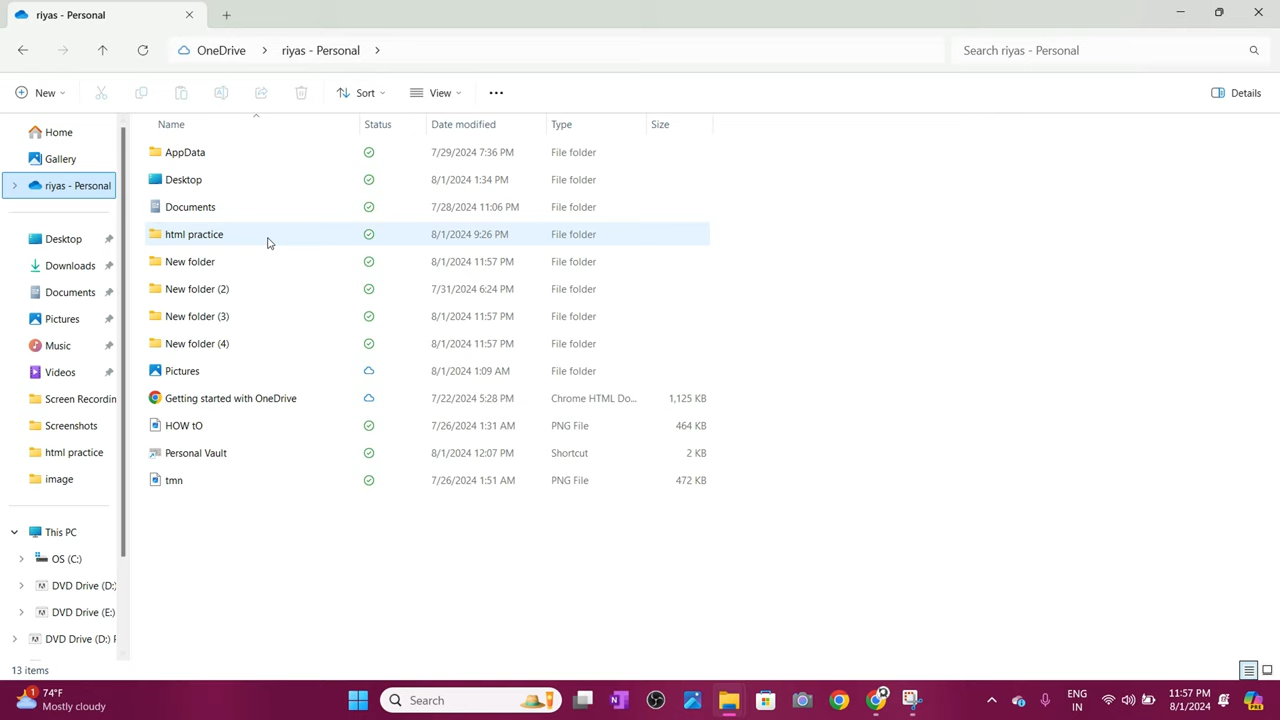 riyas - Personal
OneDrive riyas - Personal Search riyas - Personal
New Sort View Details
Name Status Date modified Type Size
Home
Gallery
riyas - Personal
Desktop
Downloads
Documents
Pictures
Music
Videos
Screen Recordin
Screenshots
html practice
image
This PC
OS (C:)
DVD Drive (D:)
DVD Drive (E:)
DVD Drive (D:) F
AppData 7/29/2024 7:36 PM File folder
Desktop 8/1/2024 1:34 PM File folder
Documents 7/28/2024 11:06 PM File folder
html practice 8/1/2024 9:26 PM File folder
New folder 8/1/2024 11:57 PM File folder
New folder (2) 7/31/2024 6:24 PM File folder
New folder (3) 8/1/2024 11:57 PM File folder
New folder (4) 8/1/2024 11:57 PM File folder
Pictures 8/1/2024 1:09 AM File folder
Getting started with OneDrive 7/22/2024 5:28 PM Chrome HTML Do... 1,125 KB
HOW tO 7/26/2024 1:31 AM PNG File 464 KB
Personal Vault 8/1/2024 12:07 PM Shortcut 2 KB
tmn 7/26/2024 1:51 AM PNG File 472 KB
13 items
1
74°F
Mostly cloudy
Search
ENG
IN
11:57 PM
8/1/2024